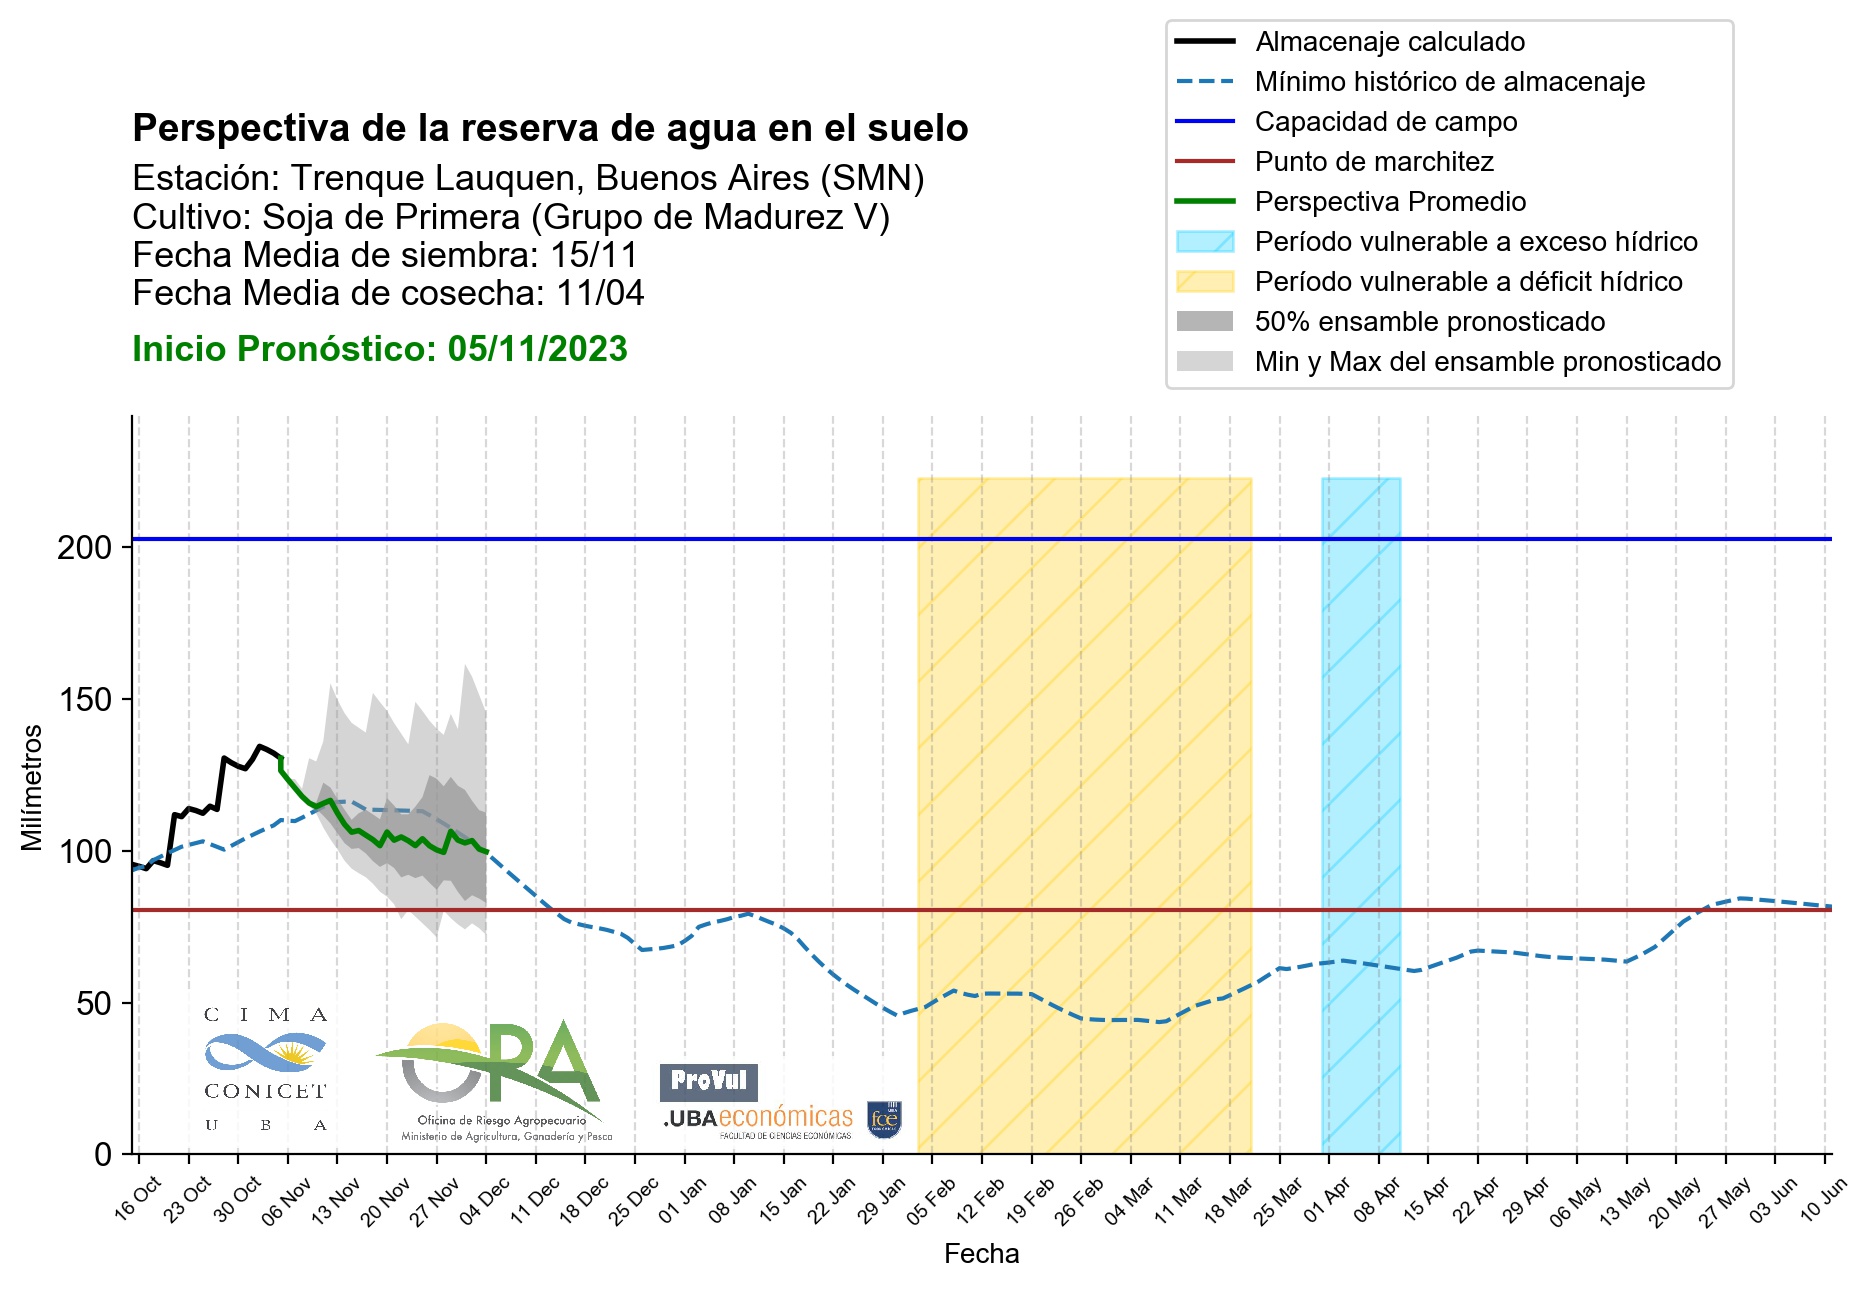 Almacenaje calculado
Mínimo histórico de almacenaje
Capacidad de campo
Punto de marchitez
Perspectiva Promedio
Período vulnerable a exceso hídrico
Período vulnerable a déficit hídrico
50% ensamble pronosticado
Min y Max del ensamble pronosticado
Perspectiva de la reserva de agua en el suelo
Estación: Trenque Lauquen, Buenos Aires (SMN)
Cultivo: Soja de Primera (Grupo de Madurez V)
Fecha Media de siembra: 15/11
Fecha Media de cosecha: 11/04
Inicio Pronóstico: 05/11/2023
Milímetros
200
150
100
50
0
CIMA
CONICET
UBA
ORA
Oficina de Riesgo Agropecuario
Ministerio de Agricultura, Ganadería y Pesca
ProVul
.UBAeconómicas
FACULTAD DE CIENCIAS ECONÓMICAS
UBA
fce
16 Oct
23 Oct
30 Oct
06 Nov
13 Nov
20 Nov
27 Nov
04 Dec
11 Dec
18 Dec
25 Dec
01 Jan
08 Jan
15 Jan
22 Jan
29 Jan
05 Feb
12 Feb
19 Feb
26 Feb
04 Mar
11 Mar
18 Mar
25 Mar
01 Apr
08 Apr
15 Apr
22 Apr
29 Apr
06 May
13 May
20 May
27 May
03 Jun
10 Jun
Fecha